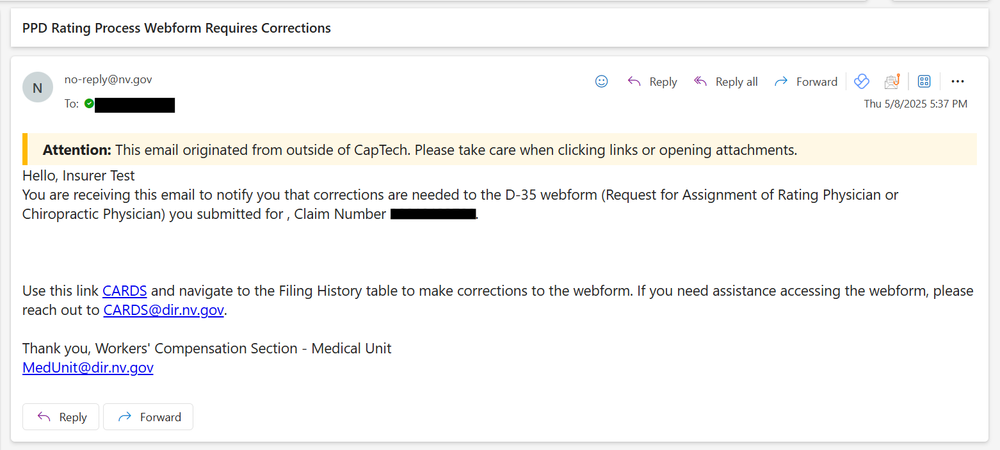 PPD Rating Process Webform Requires Corrections
N
no-reply@nv.gov
Reply
Reply all
Forward
To:
Thu 5/8/2025 5:37 PM
Attention: This email originated from outside of CapTech. Please take care when clicking links or opening attachments.
Hello, Insurer Test
You are receiving this email to notify you that corrections are needed to the D-35 webform (Request for Assignment of Rating Physician or
Chiropractic Physician) you submitted for , Claim Number .
Use this link CARDS and navigate to the Filing History table to make corrections to the webform. If you need assistance accessing the webform, please
reach out to CARDS@dir.nv.gov.
Thank you, Workers' Compensation Section - Medical Unit
MedUnit@dir.nv.gov
Reply
Forward